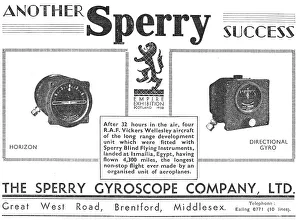 ANOTHER Sperry SUCCESS
EMPIRE
EXHIBITION
SCOTLAND 1938
HORIZON
After 32 hours in the air, four
R.A.F. Vickers Wellesley aircraft
of the long range development
unit which were fitted with
Sperry Blind Flying Instruments,
landed at Ismailia, Egypt, having
flown 4,300 miles, the longest
non-stop flight ever made by
an organised unit of aeroplanes.
DIRECTIONAL
GYRO
THE SPERRY GYROSCOPE COMPANY, LTD.
Great West Road, Brentford, Middlesex.
Telephone:
Ealing 6771 (10 lines).